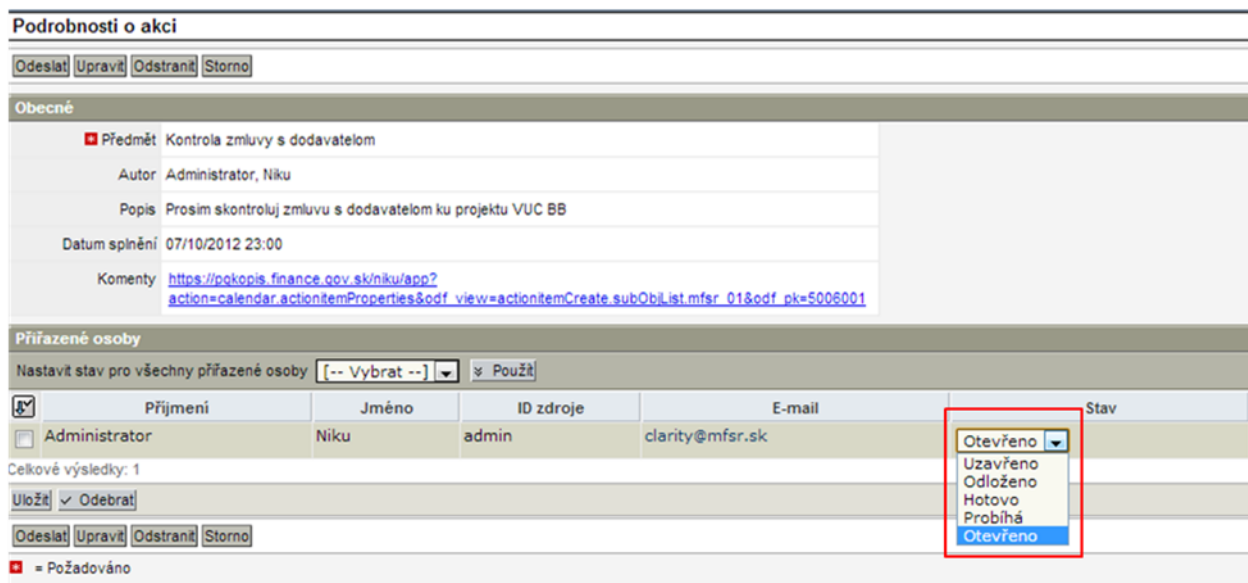 Podrobnosti o akci
Odeslat Upravit Odstranit Storno
Obecné
Předmět Kontrola zmluvy s dodavatelom
Autor Administrator, Niku
Popis Prosim skontroluj zmluvu s dodavatelom ku projektu VUC BB
Datum splnění 07/10/2012 23:00
Komenty https://pgkopis.finance.gov.sk/niku/app?
action=calendar.actionitemProperties&odf_view=actionitemCreate.subObjList.mfsr_01&odf_pk=5006001
Přiřazené osoby
Nastavit stav pro všechny přiřazené osoby [-- Vybrat --] Použít
Příjmení Jméno ID zdroje E-mail Stav
Administrator Niku admin clarity@mfsr.sk Otevřeno
Uzavřeno
Odloženo
Hotovo
Probíhá
Otevřeno
Celkové výsledky: 1
Uložit Odebrat
Odeslat Upravit Odstranit Storno
= Požadováno